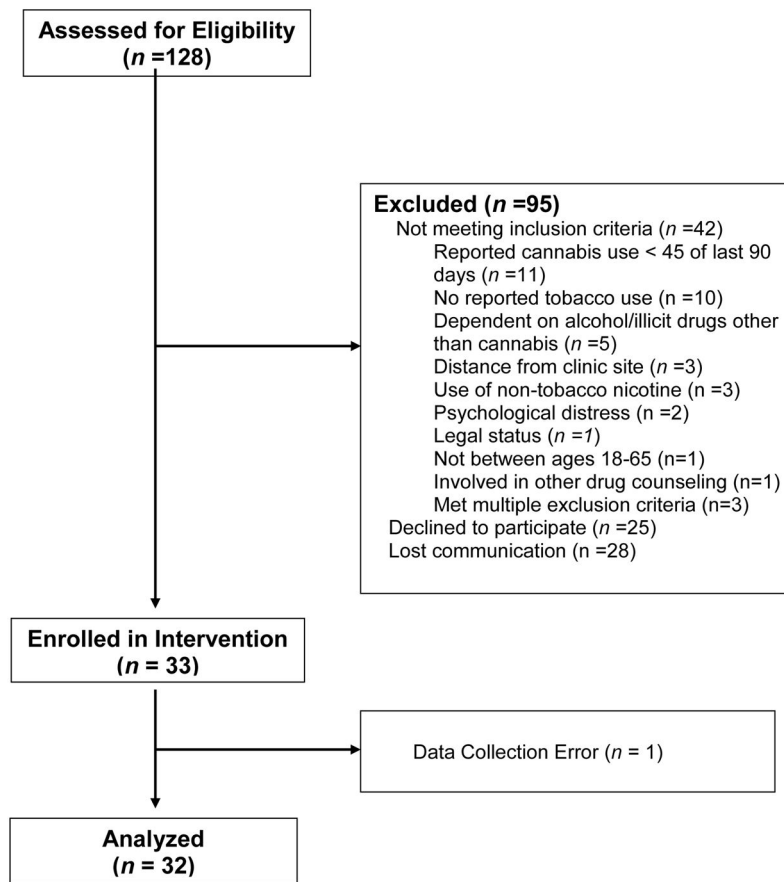 Assessed for Eligibility
(n =128)
Excluded (n =95)
Not meeting inclusion criteria (n =42)
Reported cannabis use < 45 of last 90
days (n =11)
No reported tobacco use (n =10)
Dependent on alcohol/illicit drugs other
than cannabis (n =5)
Distance from clinic site (n =3)
Use of non-tobacco nicotine (n =3)
Psychological distress (n =2)
Legal status (n =1)
Not between ages 18-65 (n=1)
Involved in other drug counseling (n=1)
Met multiple exclusion criteria (n=3)
Declined to participate (n =25)
Lost communication (n =28)
Enrolled in Intervention
(n = 33)
Data Collection Error (n = 1)
Analyzed
(n = 32)